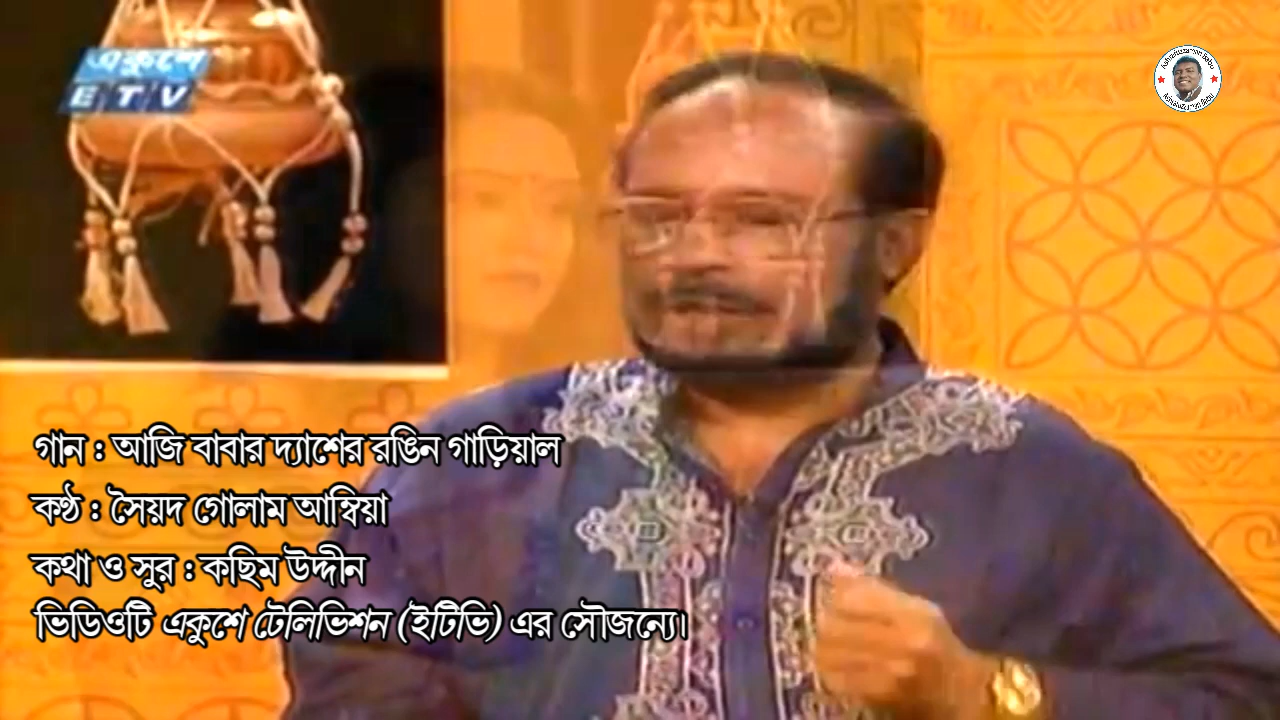 একুশে
ETV
গান : আজি বাবার দ্যাশের রঙিন গাড়িয়াল
কণ্ঠ : সৈয়দ গোলাম আম্বিয়া
কথা ও সুর : কছিম উদ্দীন
ভিডিওটি একুশে টেলিভিশন (ইটিভি) এর সৌজন্যে।